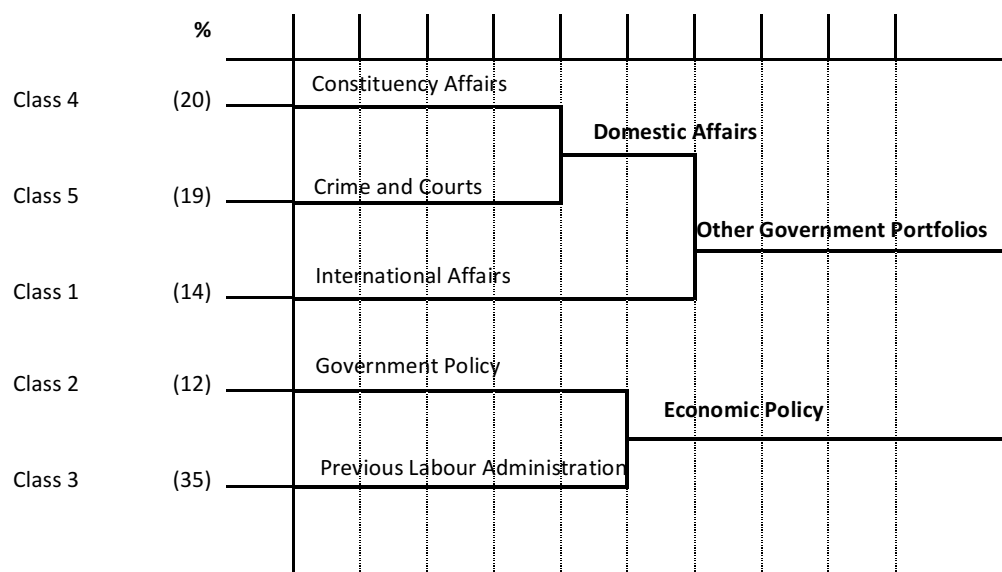 %
Constituency Affairs
Class 4 (20)
Domestic Affairs
Crime and Courts
Class 5 (19)
Other Government Portfolios
International Affairs
Class 1 (14)
Government Policy
Class 2 (12)
Economic Policy
Previous Labour Administration
Class 3 (35)